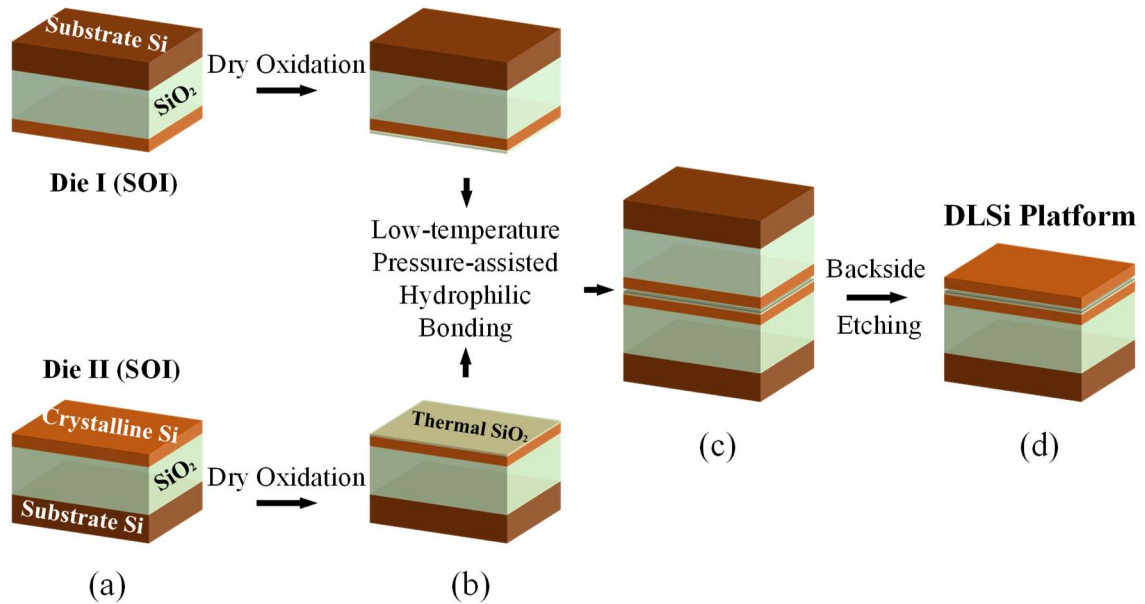 Substrate Si
SiO₂
Die I (SOI)
Dry Oxidation
Die II (SOI)
Crystalline Si
SiO₂
Substrate Si
Dry Oxidation
(a)
Low-temperature
Pressure-assisted
Hydrophilic
Bonding
Thermal SiO₂
(b)
(c)
Backside
Etching
DLSi Platform
(d)